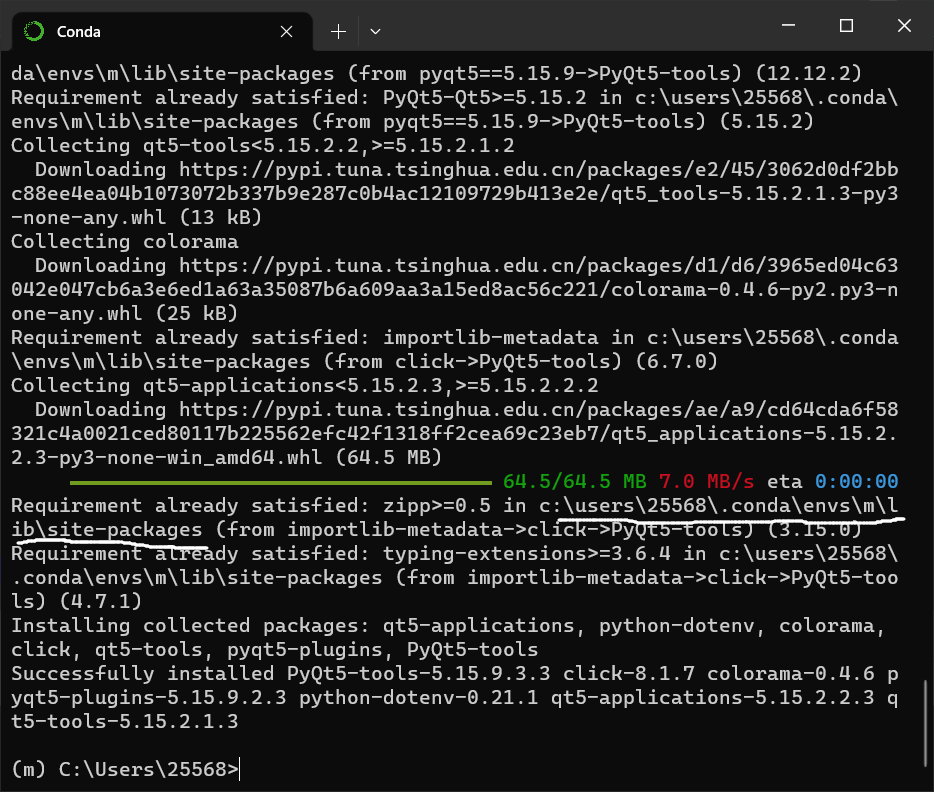 Conda
da\envs\m\lib\site-packages (from pyqt5==5.15.9->PyQt5-tools) (12.12.2)
Requirement already satisfied: PyQt5-Qt5>=5.15.2 in c:\users\25568\.conda\
envs\m\lib\site-packages (from pyqt5==5.15.9->PyQt5-tools) (5.15.2)
Collecting qt5-tools<5.15.2.2,>=5.15.2.1.2
  Downloading https://pypi.tuna.tsinghua.edu.cn/packages/e2/45/3062d0df2bb
c88ee4ea04b1073072b337b9e287c0b4ac12109729b413e2e/qt5_tools-5.15.2.1.3-py3
-none-any.whl (13 kB)
Collecting colorama
  Downloading https://pypi.tuna.tsinghua.edu.cn/packages/d1/d6/3965ed04c63
042e047cb6a3e6ed1a63a35087b6a609aa3a15ed8ac56c221/colorama-0.4.6-py2.py3-n
one-any.whl (25 kB)
Requirement already satisfied: importlib-metadata in c:\users\25568\.conda
\envs\m\lib\site-packages (from click->PyQt5-tools) (6.7.0)
Collecting qt5-applications<5.15.2.3,>=5.15.2.2.2
  Downloading https://pypi.tuna.tsinghua.edu.cn/packages/ae/a9/cd64cda6f58
321c4a0021ced80117b225562efc42f1318ff2cea69c23eb7/qt5_applications-5.15.2.
2.3-py3-none-win_amd64.whl (64.5 MB)
64.5/64.5 MB 7.0 MB/s eta 0:00:00
Requirement already satisfied: zipp>=0.5 in c:\users\25568\.conda\envs\m\l
ib\site-packages (from importlib-metadata->click->PyQt5-tools) (3.15.0)
Requirement already satisfied: typing-extensions>=3.6.4 in c:\users\25568\
.conda\envs\m\lib\site-packages (from importlib-metadata->click->PyQt5-too
ls) (4.7.1)
Installing collected packages: qt5-applications, python-dotenv, colorama,
click, qt5-tools, pyqt5-plugins, PyQt5-tools
Successfully installed PyQt5-tools-5.15.9.3.3 click-8.1.7 colorama-0.4.6 p
yqt5-plugins-5.15.9.2.3 python-dotenv-0.21.1 qt5-applications-5.15.2.2.3 q
t5-tools-5.15.2.1.3
(m) C:\Users\25568>